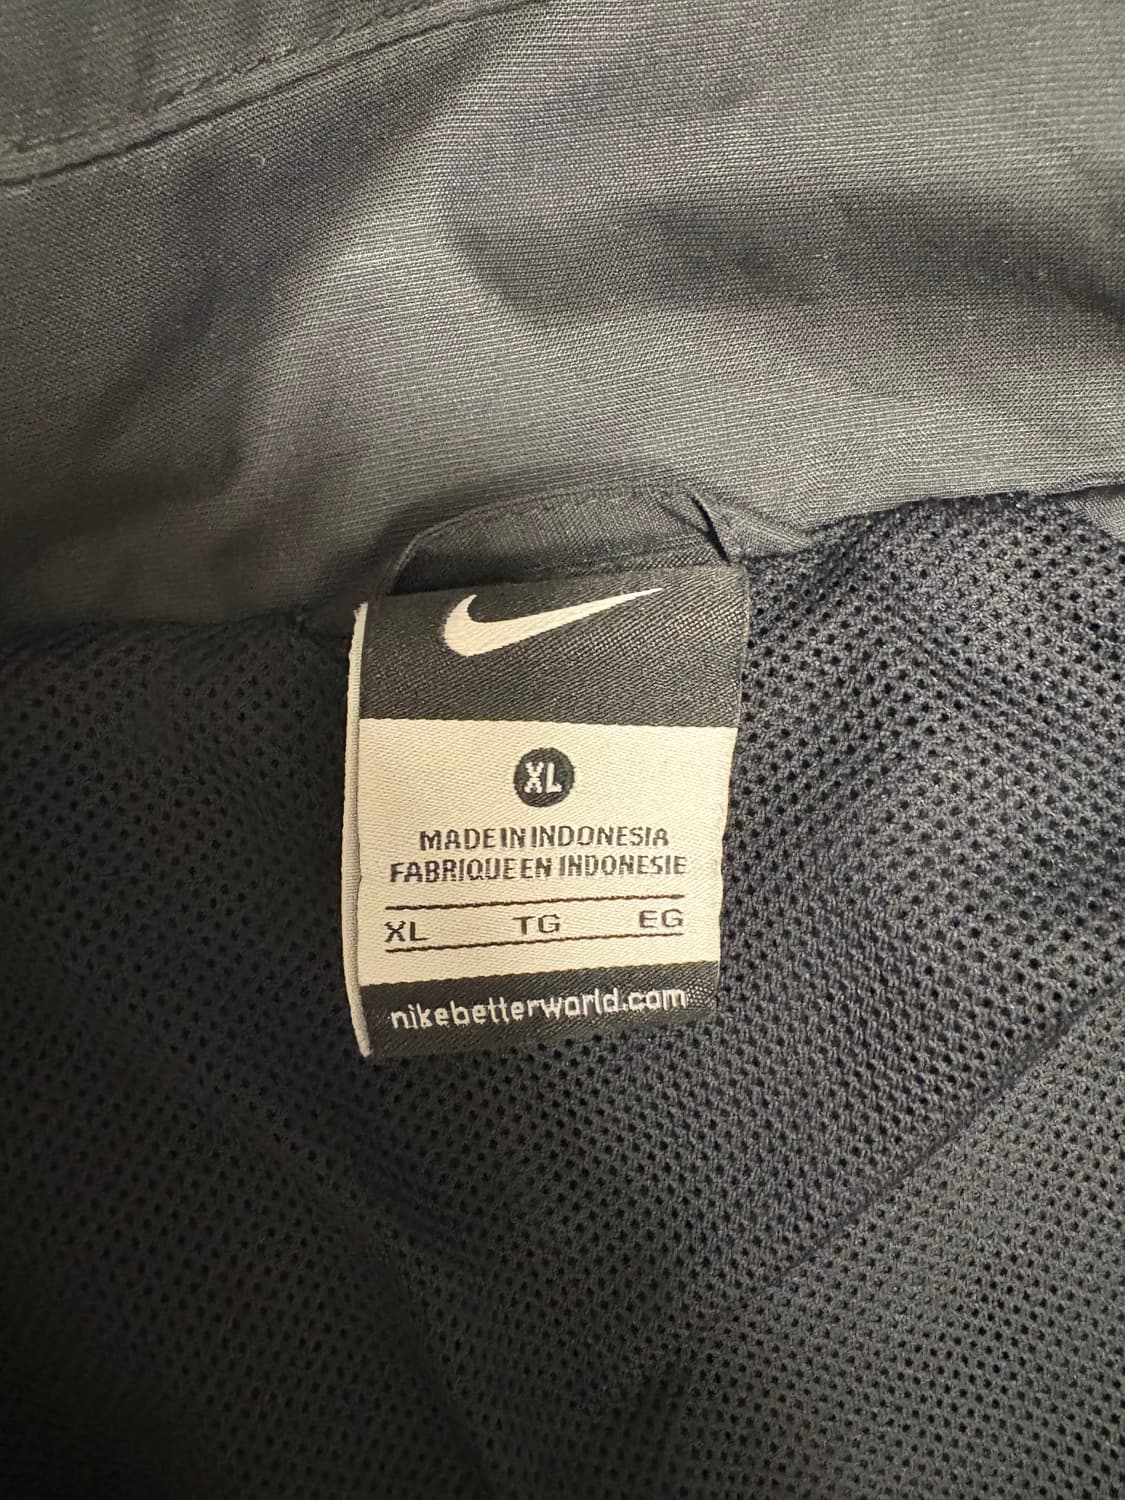 XL
MADE IN INDONESIA
FABRIQUE EN INDONESIE
XL TG EG
nikebetterworld.com